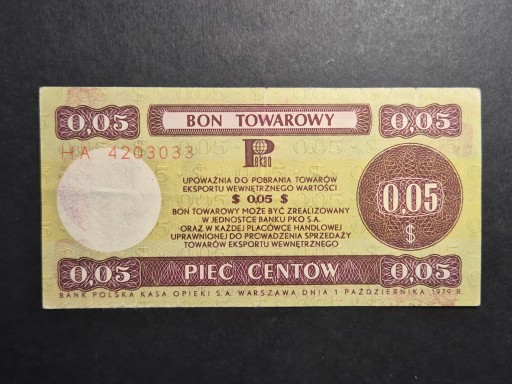 0,05 BON TOWAROWY 0,05
HA 4203033
Pekao
UPOWAŻNIA DO POBRANIA TOWARÓW
EKSPORTU WEWNĘTRZNEGO WARTOŚCI
$ 0,05 $
BON TOWAROWY MOŻE BYĆ ZREALIZOWANY
W JEDNOSTCE BANKU PKO S.A.
ORAZ W KAŻDEJ PLACÓWCE HANDLOWEJ
UPRAWNIONEJ DO PROWADZENIA SPRZEDAŻY
TOWARÓW EKSPORTU WEWNĘTRZNEGO
0,05
$
0,05 PIĘĆ CENTÓW 0,05
BANK POLSKA KASA OPIEKI S.A. WARSZAWA DNIA 1 PAŹDZIERNIKA 1979 R.